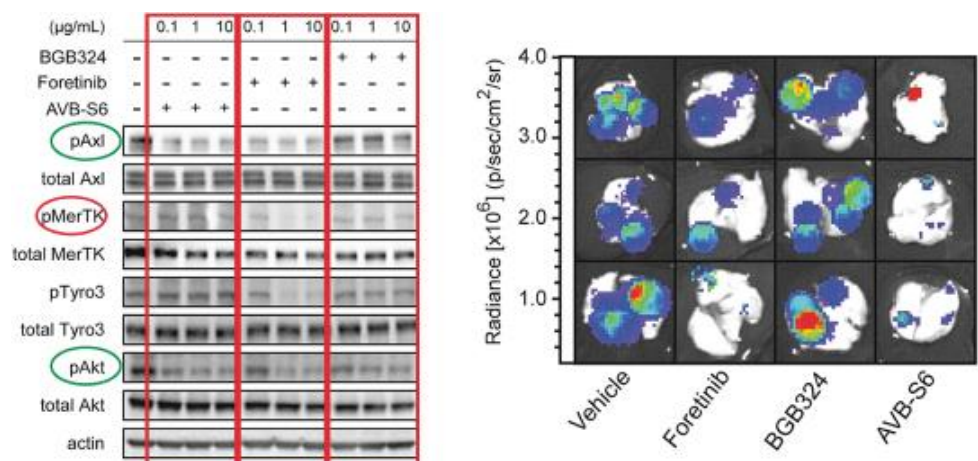 (µg/mL) 0.1 1 10 0.1 1 10 0.1 1 10
BGB324 - - - - - - - + + +
Foretinib - - - - + + + - - -
AVB-S6 - + + + - - - - - -
pAxl
total Axl
pMerTK
total MerTK
pTyro3
total Tyro3
pAkt
total Akt
actin
Radiance [x10⁶] (p/sec/cm²/sr)
4.0
3.0
2.0
1.0
Vehicle
Foretinib
BGB324
AVB-S6